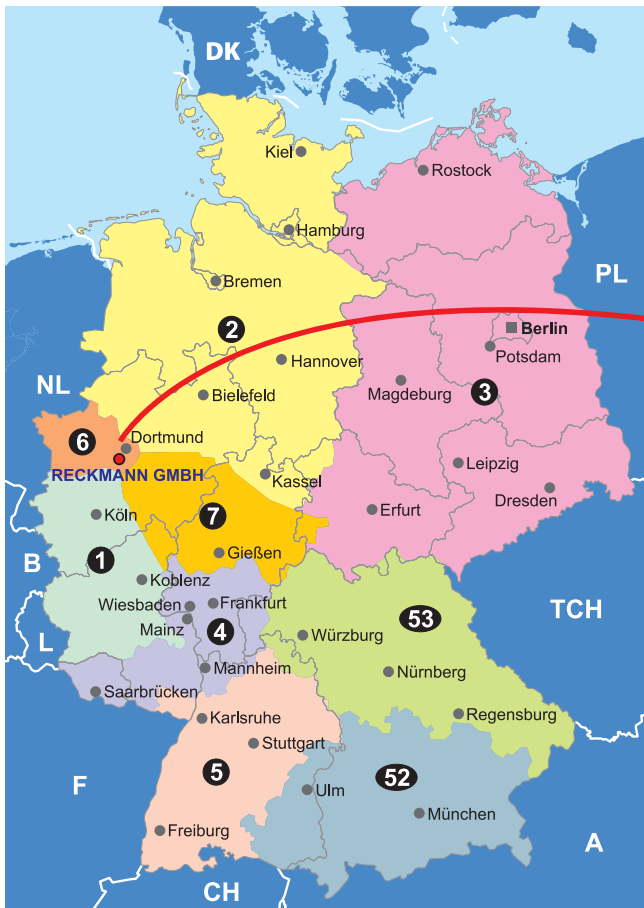 DK
Kiel
Rostock
Hamburg
PL
Bremen
2
Berlin
Hannover
Potsdam
NL
Magdeburg
3
Bielefeld
6
Dortmund
RECKMANN GMBH
Leipzig
Kassel
Dresden
Köln
7
Erfurt
B
1
Gießen
Koblenz
Wiesbaden
Frankfurt
TCH
53
L
Mainz
4
Würzburg
Mannheim
Nürnberg
Saarbrücken
Karlsruhe
Regensburg
Stuttgart
5
52
F
Ulm
München
Freiburg
A
CH